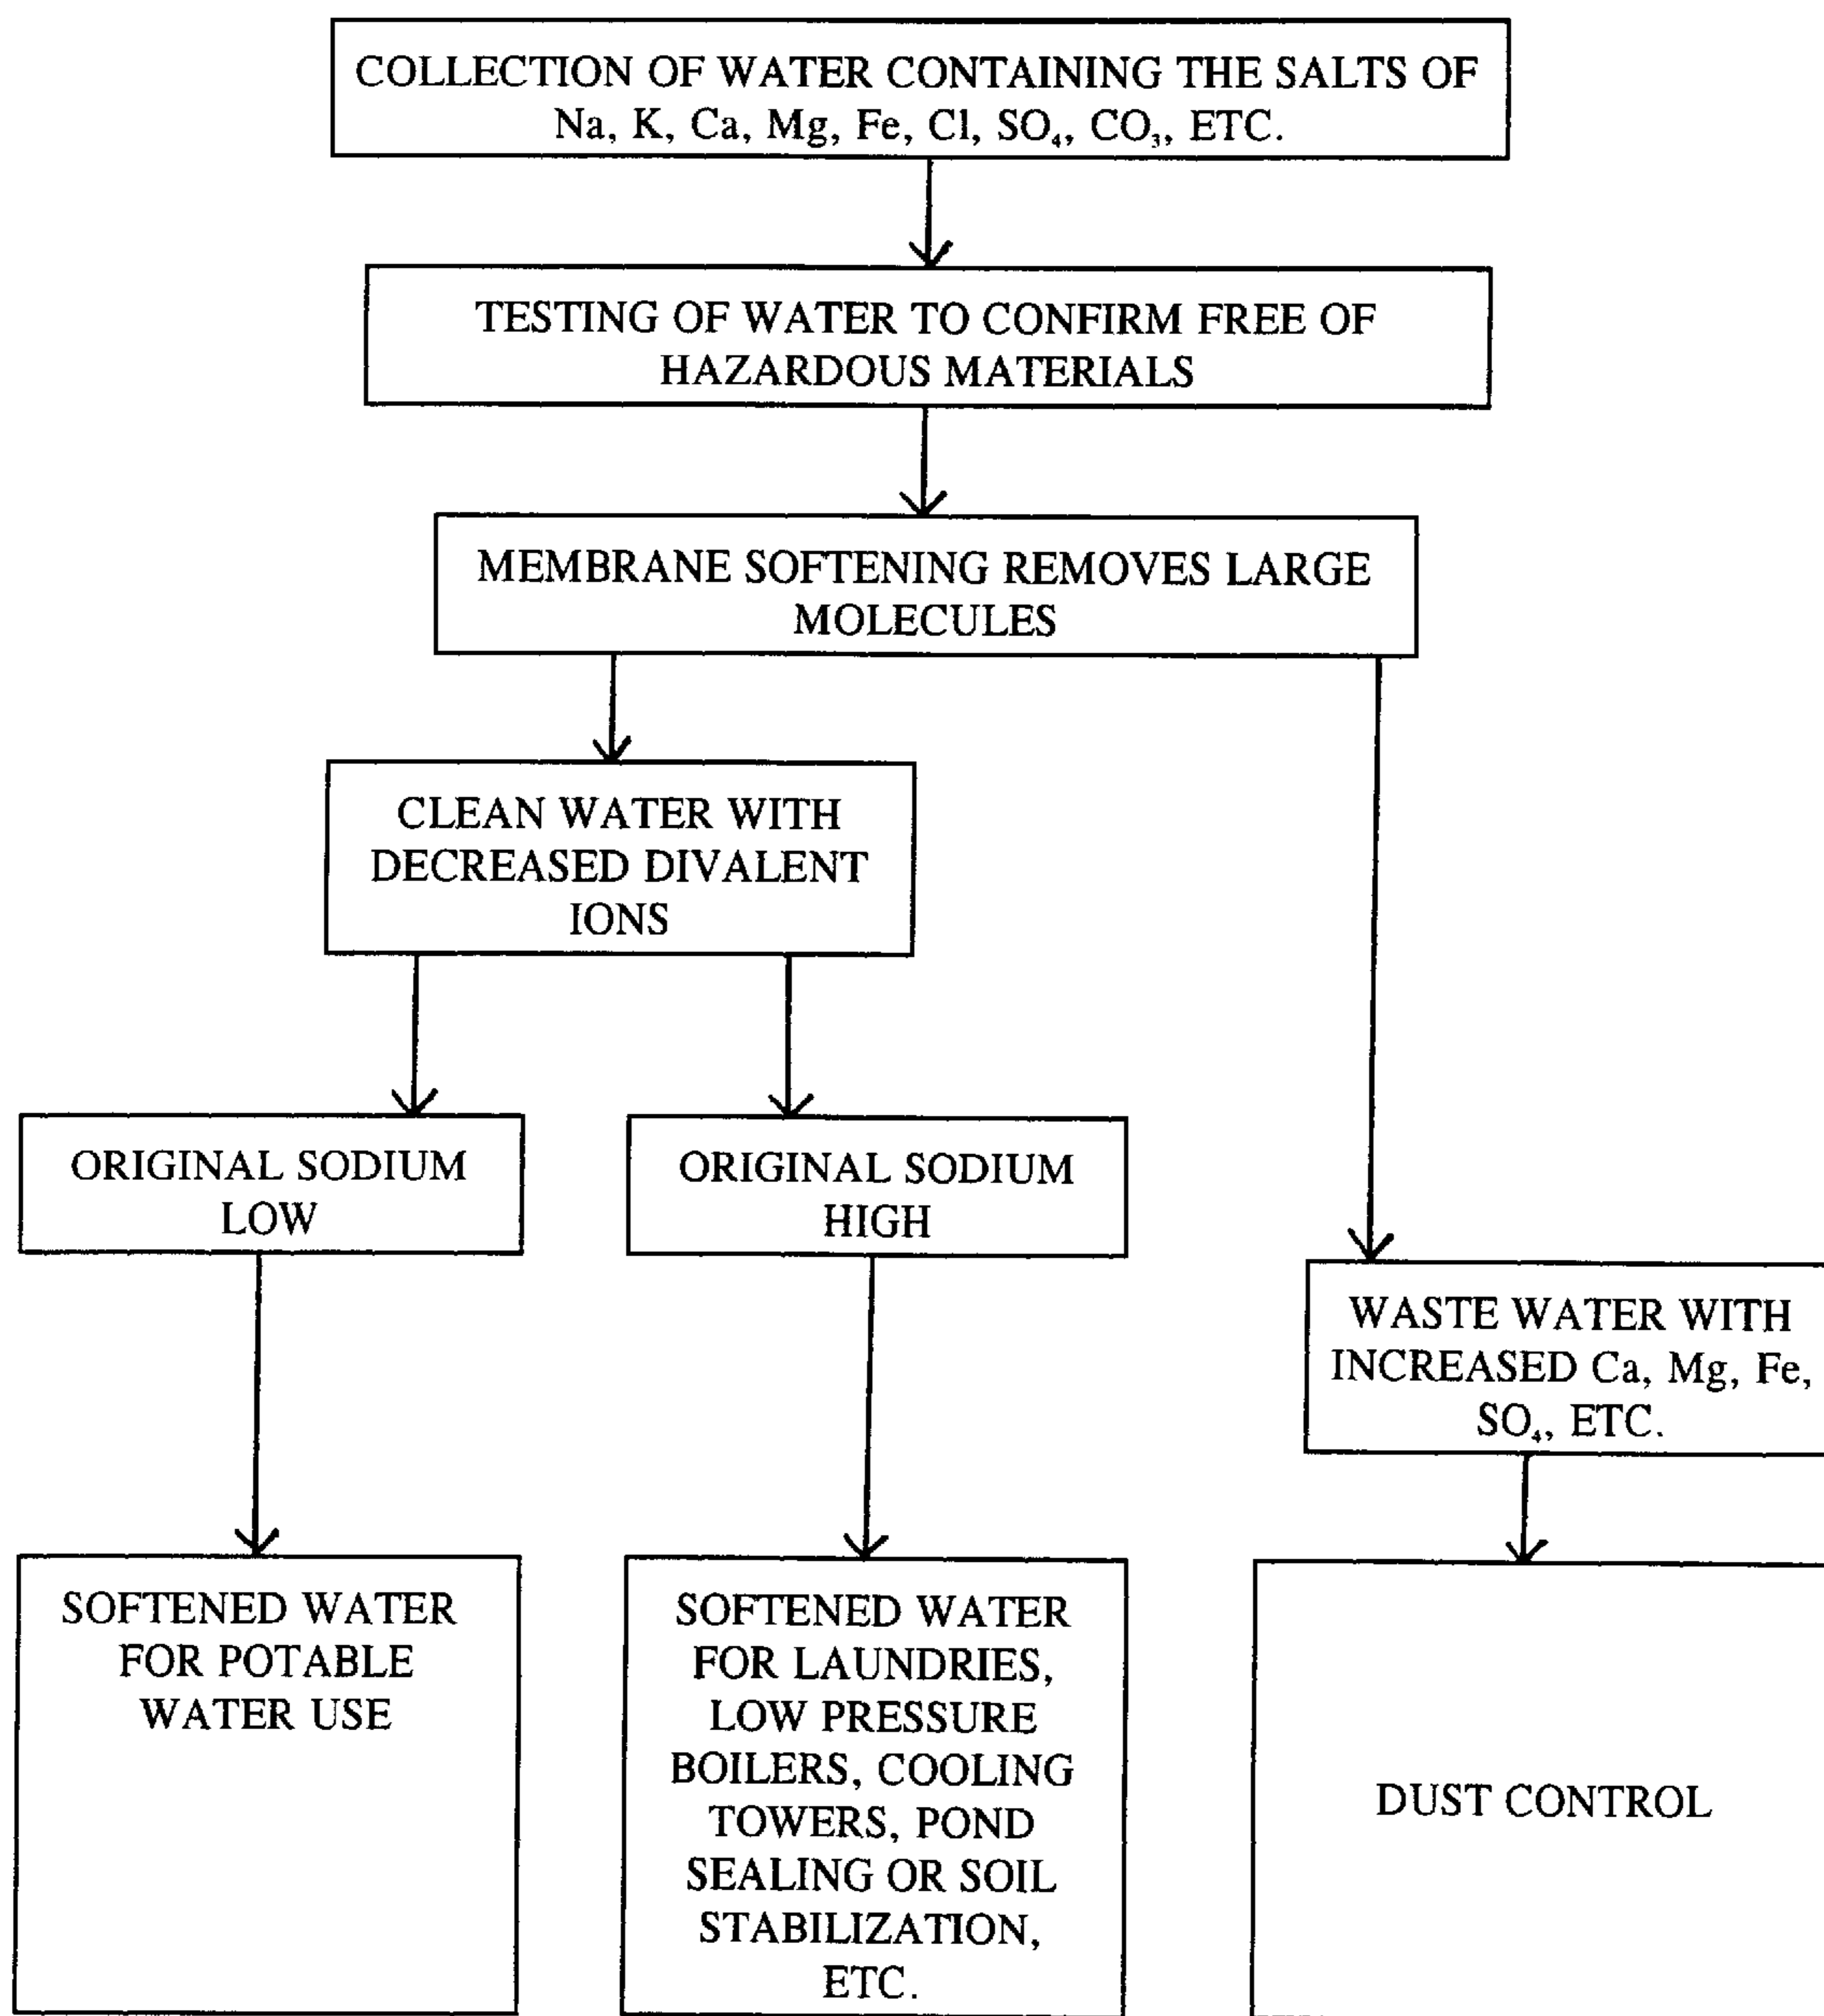 COLLECTION OF WATER CONTAINING THE SALTS OF
Na, K, Ca, Mg, Fe, Cl, SO₄, CO₃, ETC.
TESTING OF WATER TO CONFIRM FREE OF
HAZARDOUS MATERIALS
MEMBRANE SOFTENING REMOVES LARGE
MOLECULES
CLEAN WATER WITH
DECREASED DIVALENT
IONS
ORIGINAL SODIUM
LOW
ORIGINAL SODIUM
HIGH
WASTE WATER WITH
INCREASED Ca, Mg, Fe,
SO₄, ETC.
SOFTENED WATER
FOR POTABLE
WATER USE
SOFTENED WATER
FOR LAUNDRIES,
LOW PRESSURE
BOILERS, COOLING
TOWERS, POND
SEALING OR SOIL
STABILIZATION,
ETC.
DUST CONTROL